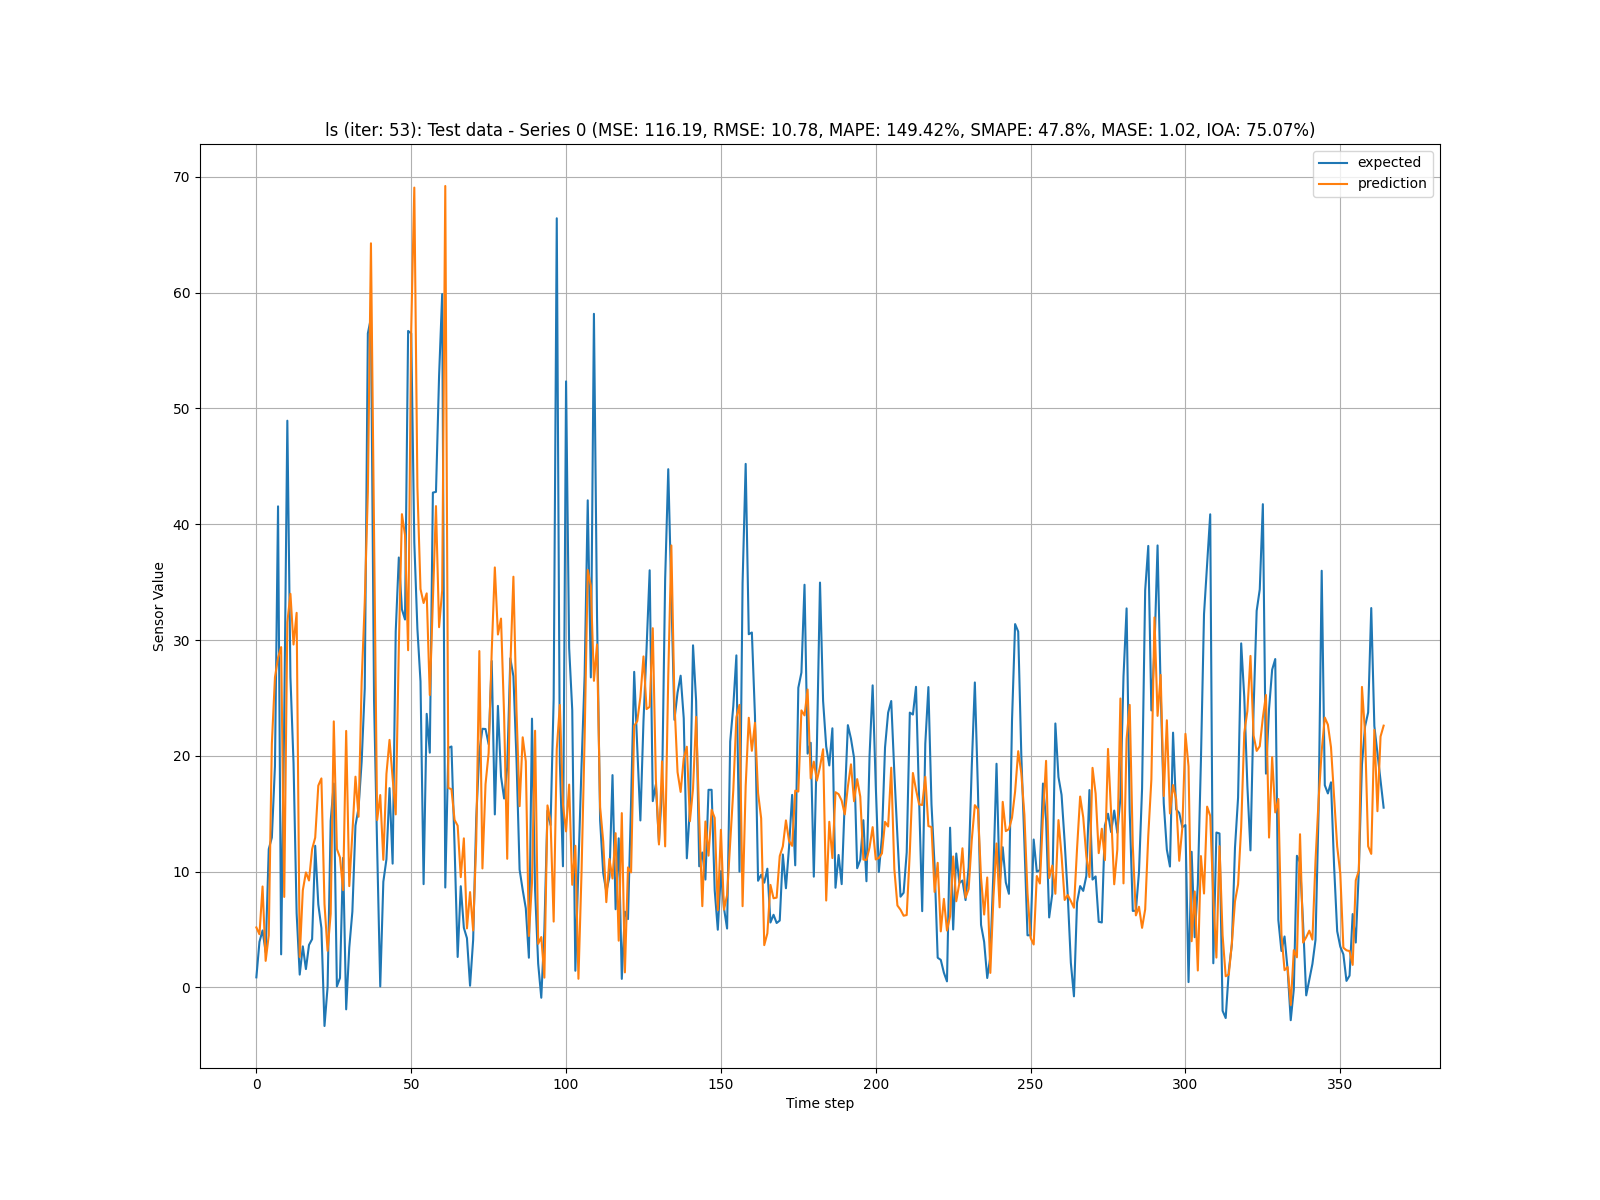 ls (iter: 53): Test data - Series 0 (MSE: 116.19, RMSE: 10.78, MAPE: 149.42%, SMAPE: 47.8%, MASE: 1.02, IOA: 75.07%)
expected
prediction
70
60
50
40
30
20
10
0
Sensor Value
0 50 100 150 200 250 300 350
Time step